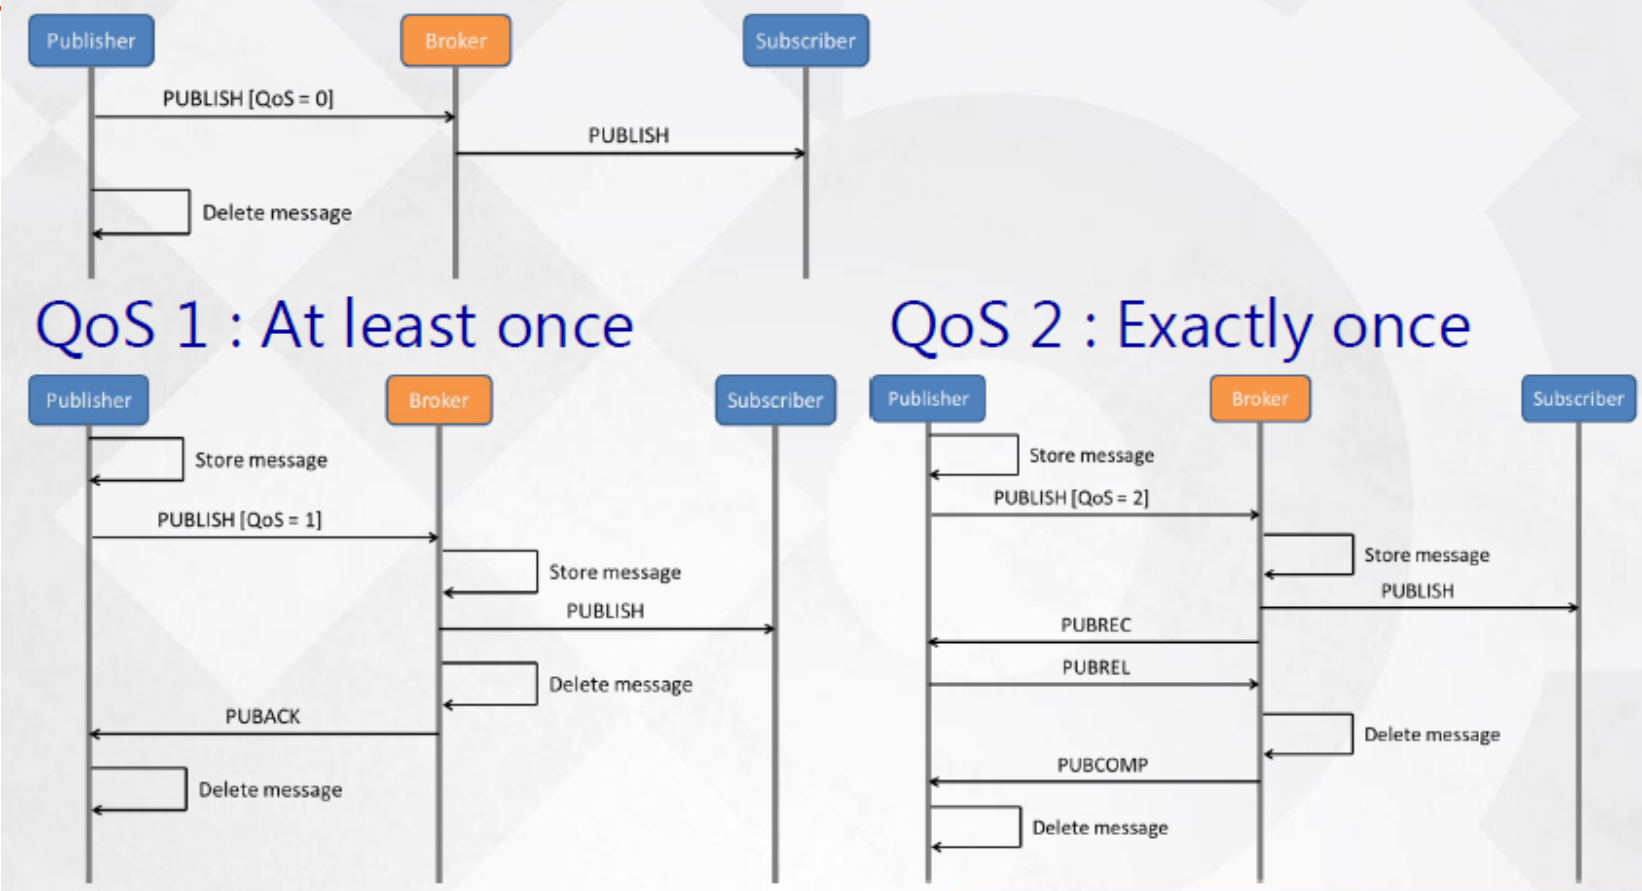 Publisher
Broker
Subscriber
PUBLISH [QoS = 0]
PUBLISH
Delete message
QoS 1 : At least once
Publisher
Broker
Subscriber
Store message
PUBLISH [QoS = 1]
Store message
PUBLISH
Delete message
PUBACK
Delete message
QoS 2 : Exactly once
Publisher
Broker
Subscriber
Store message
PUBLISH [QoS = 2]
Store message
PUBLISH
PUBREC
PUBREL
Delete message
PUBCOMP
Delete message